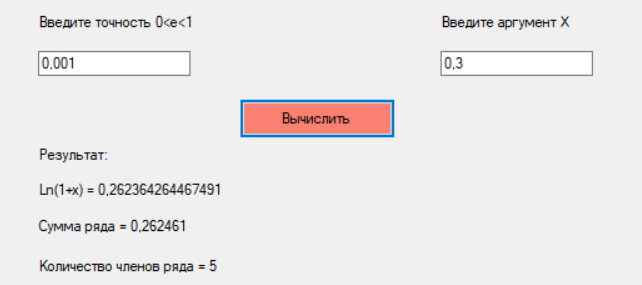 Введите точность 0<e<1
Введите аргумент X
0,001
0,3
Вычислить
Результат:
Ln(1+x) = 0,262364264467491
Сумма ряда = 0,262461
Количество членов ряда = 5